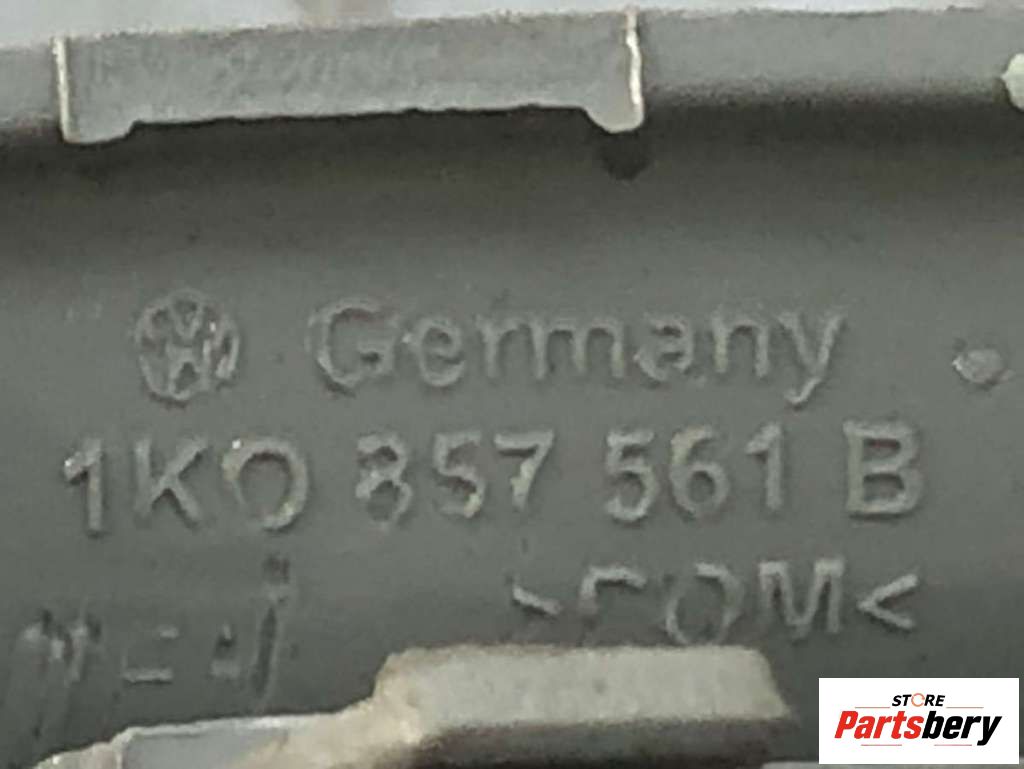 Germany
1K0 857 561 B
>POM<
STORE
Partsbery